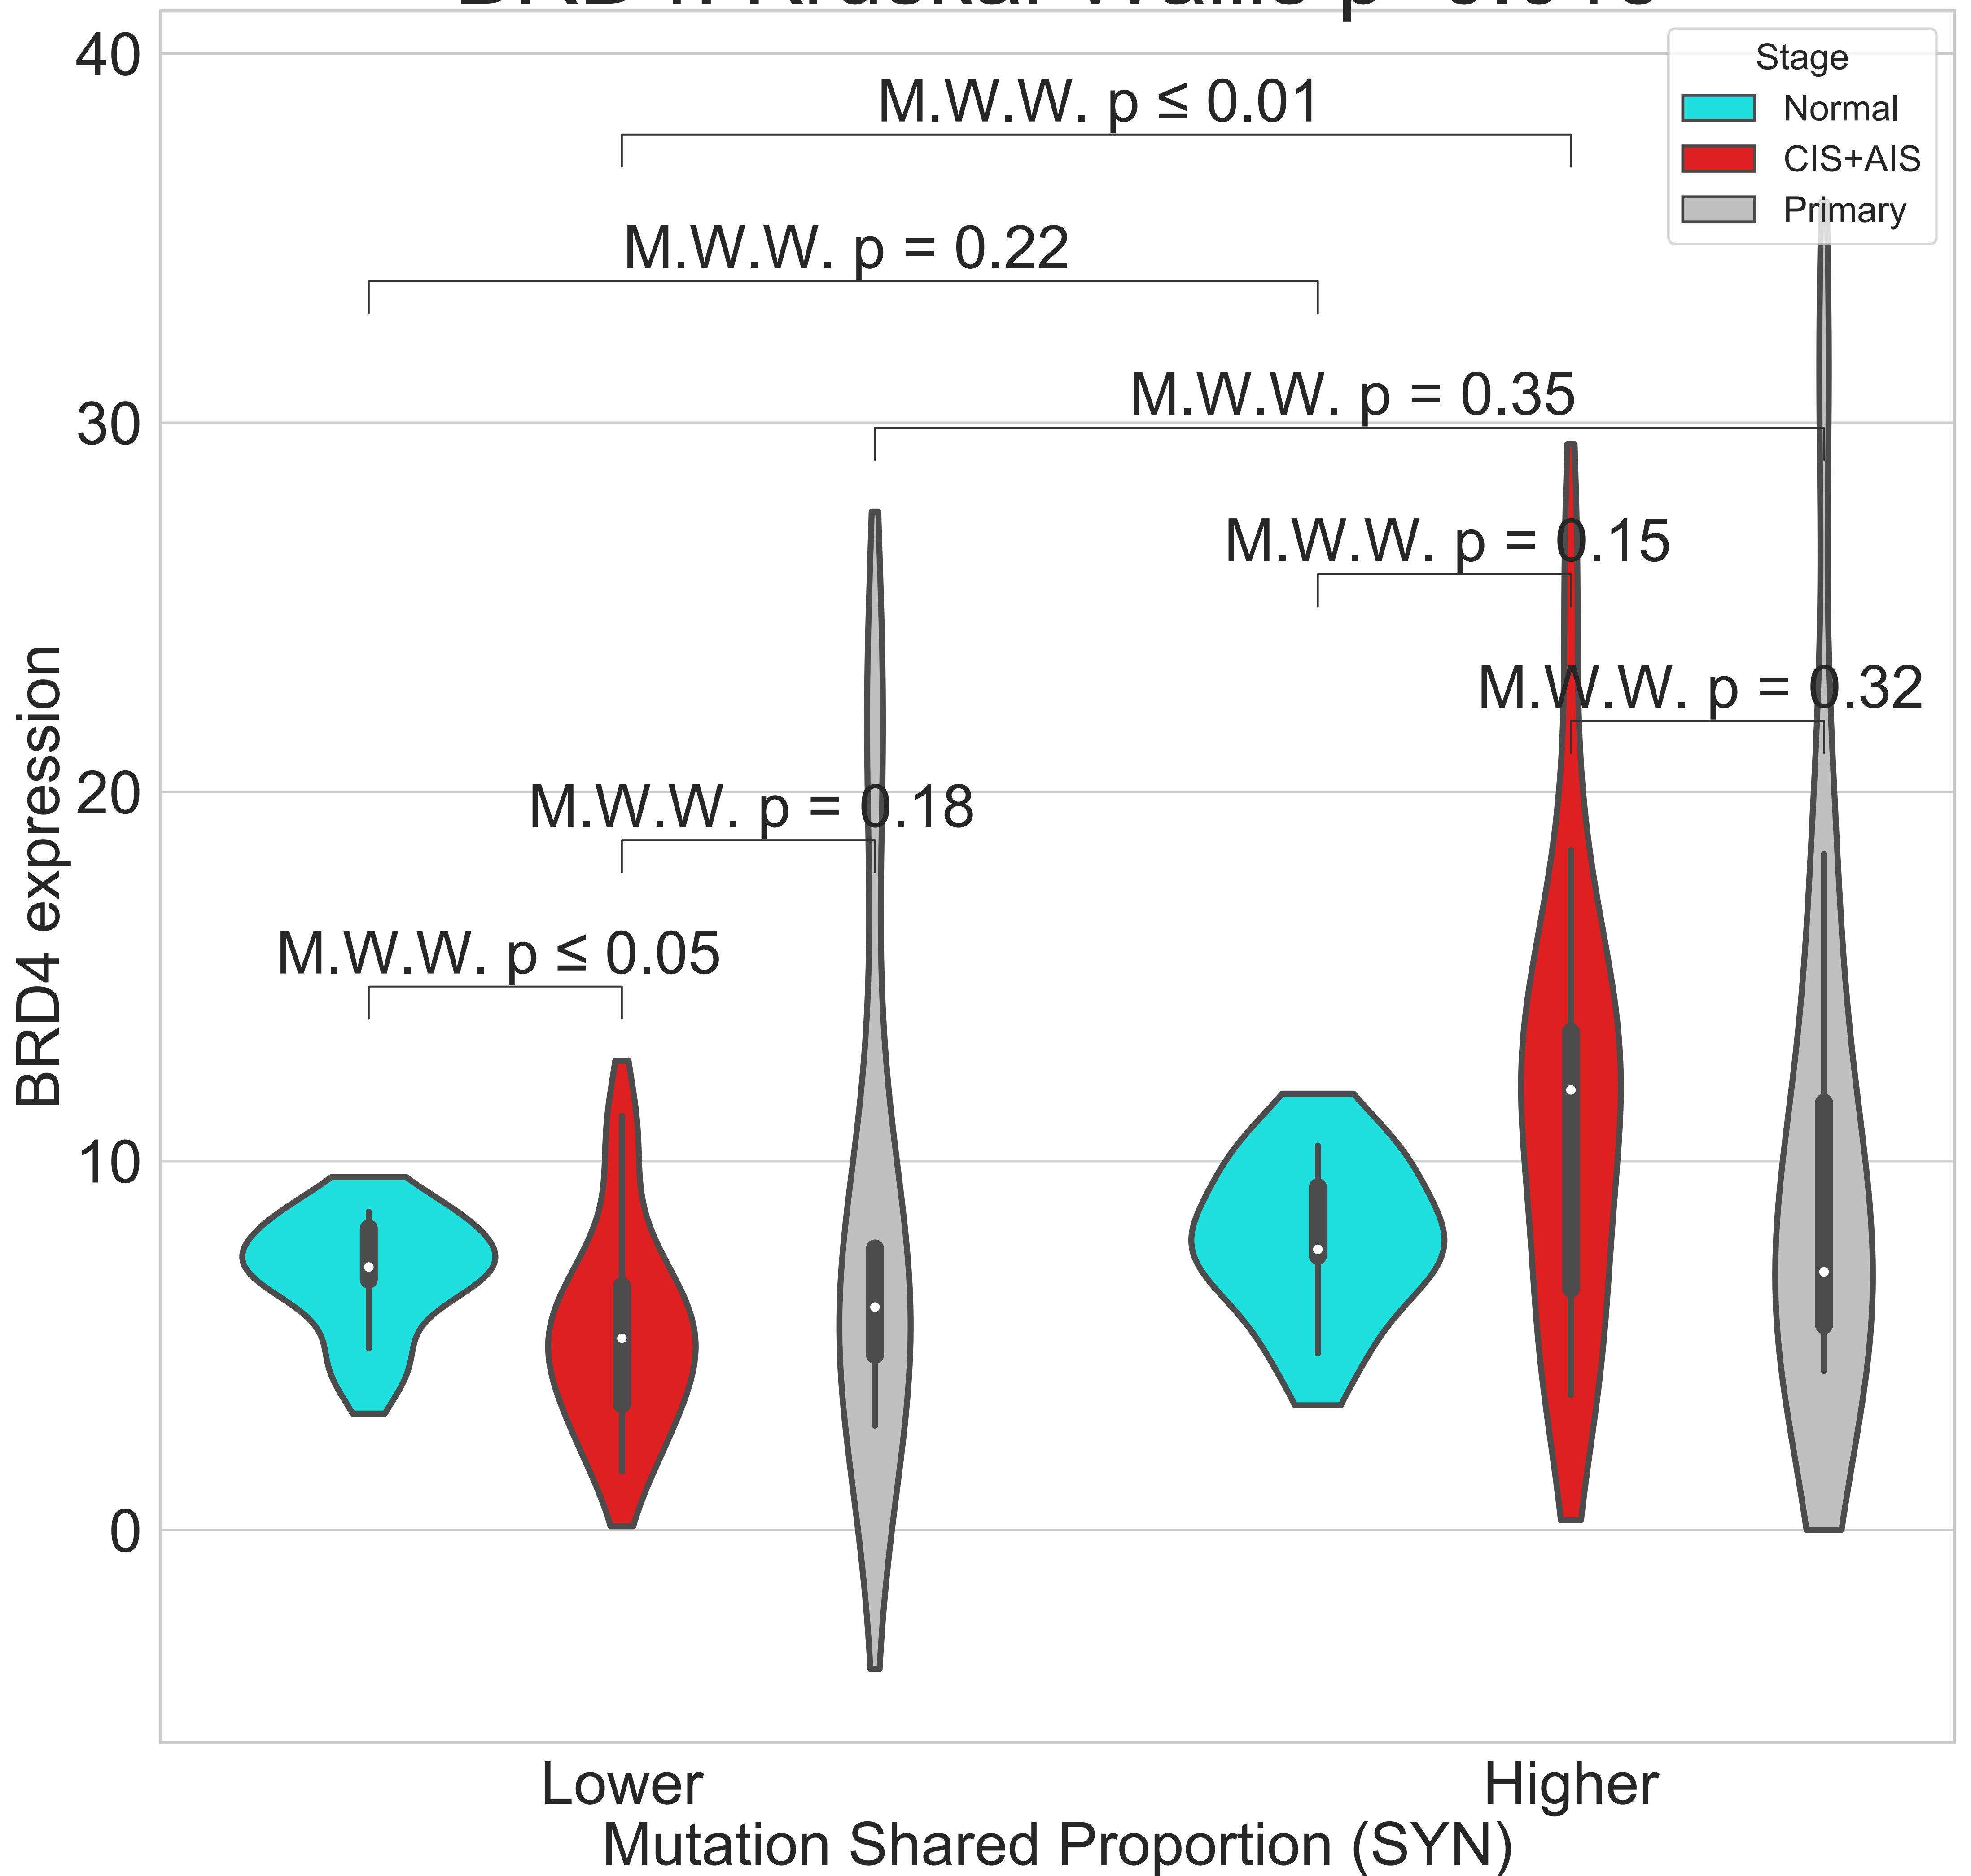 40
M.W.W. p ≤ 0.01
Stage
Normal
CIS+AIS
Primary
M.W.W. p = 0.22
30
M.W.W. p = 0.35
M.W.W. p = 0.15
M.W.W. p = 0.32
20
M.W.W. p = 0.18
M.W.W. p ≤ 0.05
BRD4 expression
10
0
Lower
Higher
Mutation Shared Proportion (SYN)